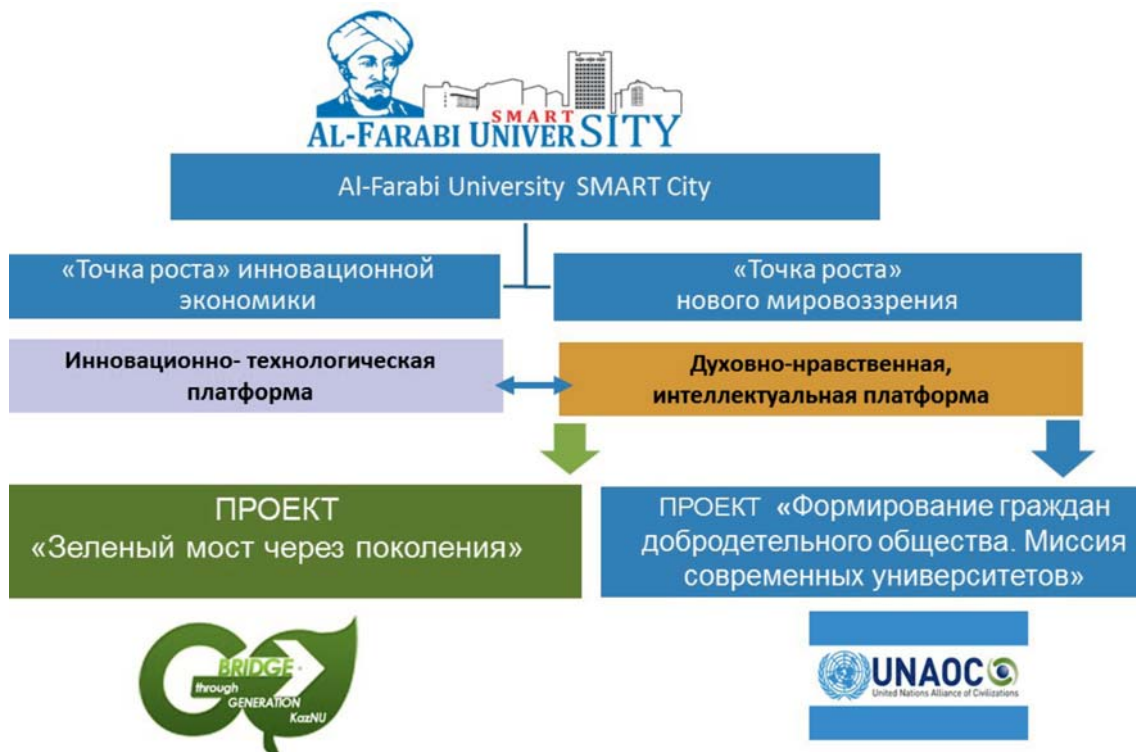 SMART
AL-FARABI UNIVERSITY
Al-Farabi University SMART City
«Точка роста» инновационной
экономики
«Точка роста»
нового мировоззрения
Инновационно- технологическая
платформа
Духовно-нравственная,
интеллектуальная платформа
ПРОЕКТ
«Зеленый мост через поколения»
ПРОЕКТ «Формирование граждан
добродетельного общества. Миссия
современных университетов»
G
BRIDGE
through
GENERATION
KazNU
UNAOC
United Nations Alliance of Civilizations